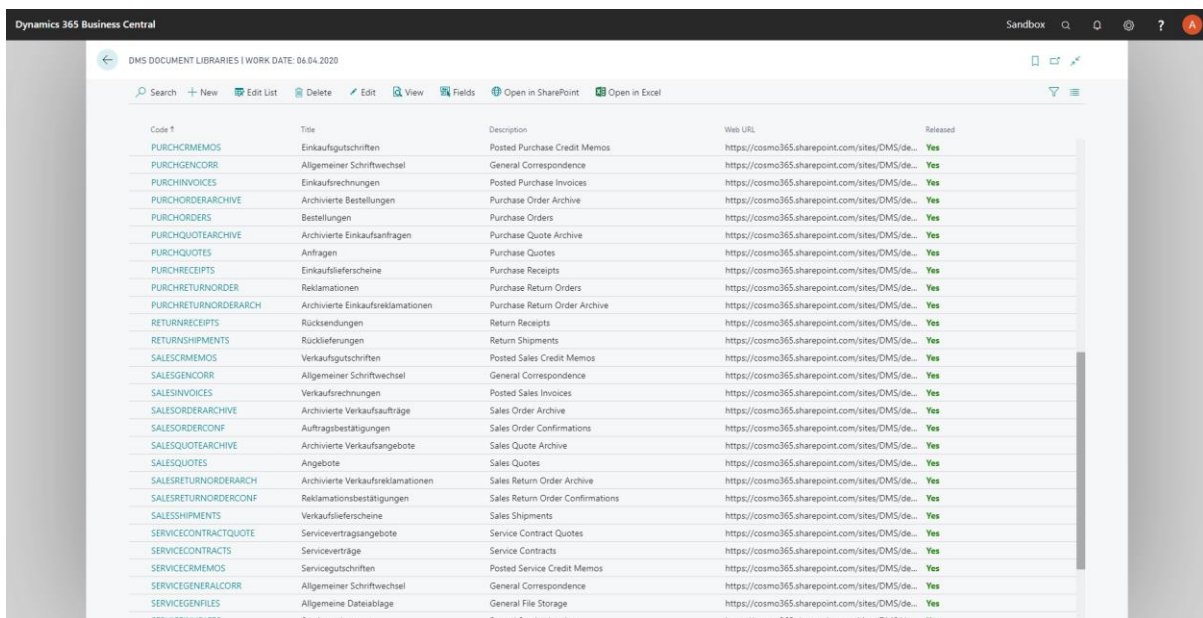 Dynamics 365 Business Central Sandbox ? A
DMS DOCUMENT LIBRARIES | WORK DATE: 06.04.2020
Search + New Edit List Delete Edit View Fields Open in SharePoint Open in Excel
Code ↑ Title Description Web URL Released
PURCHCRMEMOS Einkaufsgutschriften Posted Purchase Credit Memos https://cosmo365.sharepoint.com/sites/DMS/de... Yes
PURCHGENCORR Allgemeiner Schriftwechsel General Correspondence https://cosmo365.sharepoint.com/sites/DMS/de... Yes
PURCHINVOICES Einkaufsrechnungen Posted Purchase Invoices https://cosmo365.sharepoint.com/sites/DMS/de... Yes
PURCHORDERARCHIVE Archivierte Bestellungen Purchase Order Archive https://cosmo365.sharepoint.com/sites/DMS/de... Yes
PURCHORDERS Bestellungen Purchase Orders https://cosmo365.sharepoint.com/sites/DMS/de... Yes
PURCHQUOTEARCHIVE Archivierte Einkaufsanfragen Purchase Quote Archive https://cosmo365.sharepoint.com/sites/DMS/de... Yes
PURCHQUOTES Anfragen Purchase Quotes https://cosmo365.sharepoint.com/sites/DMS/de... Yes
PURCHRECEIPTS Einkaufslieferscheine Purchase Receipts https://cosmo365.sharepoint.com/sites/DMS/de... Yes
PURCHRETURNORDER Reklamationen Purchase Return Orders https://cosmo365.sharepoint.com/sites/DMS/de... Yes
PURCHRETURNORDERARCH Archivierte Einkaufsreklamationen Purchase Return Order Archive https://cosmo365.sharepoint.com/sites/DMS/de... Yes
RETURNRECEIPTS Rücksendungen Return Receipts https://cosmo365.sharepoint.com/sites/DMS/de... Yes
RETURNSHIPMENTS Rücklieferungen Return Shipments https://cosmo365.sharepoint.com/sites/DMS/de... Yes
SALESCRMEMOS Verkaufsgutschriften Posted Sales Credit Memos https://cosmo365.sharepoint.com/sites/DMS/de... Yes
SALESGENCORR Allgemeiner Schriftwechsel General Correspondence https://cosmo365.sharepoint.com/sites/DMS/de... Yes
SALESINVOICES Verkaufsrechnungen Posted Sales Invoices https://cosmo365.sharepoint.com/sites/DMS/de... Yes
SALESORDERARCHIVE Archivierte Verkaufsaufträge Sales Order Archive https://cosmo365.sharepoint.com/sites/DMS/de... Yes
SALESORDERCONF Auftragsbestätigungen Sales Order Confirmations https://cosmo365.sharepoint.com/sites/DMS/de... Yes
SALESQUOTEARCHIVE Archivierte Verkaufsangebote Sales Quote Archive https://cosmo365.sharepoint.com/sites/DMS/de... Yes
SALESQUOTES Angebote Sales Quotes https://cosmo365.sharepoint.com/sites/DMS/de... Yes
SALESRETURNORDERARCH Archivierte Verkaufsreklamationen Sales Return Order Archive https://cosmo365.sharepoint.com/sites/DMS/de... Yes
SALESRETURNORDERCONF Reklamationsbestätigungen Sales Return Order Confirmations https://cosmo365.sharepoint.com/sites/DMS/de... Yes
SALESSHIPMENTS Verkaufslieferscheine Sales Shipments https://cosmo365.sharepoint.com/sites/DMS/de... Yes
SERVICECONTRACTQUOTE Servicevertragsangebote Service Contract Quotes https://cosmo365.sharepoint.com/sites/DMS/de... Yes
SERVICECONTRACTS Serviceverträge Service Contracts https://cosmo365.sharepoint.com/sites/DMS/de... Yes
SERVICECRMEMOS Servicegutschriften Posted Service Credit Memos https://cosmo365.sharepoint.com/sites/DMS/de... Yes
SERVICEGENERALCORR Allgemeiner Schriftwechsel General Correspondence https://cosmo365.sharepoint.com/sites/DMS/de... Yes
SERVICEGENFILES Allgemeine Dateiablage General File Storage https://cosmo365.sharepoint.com/sites/DMS/de... Yes